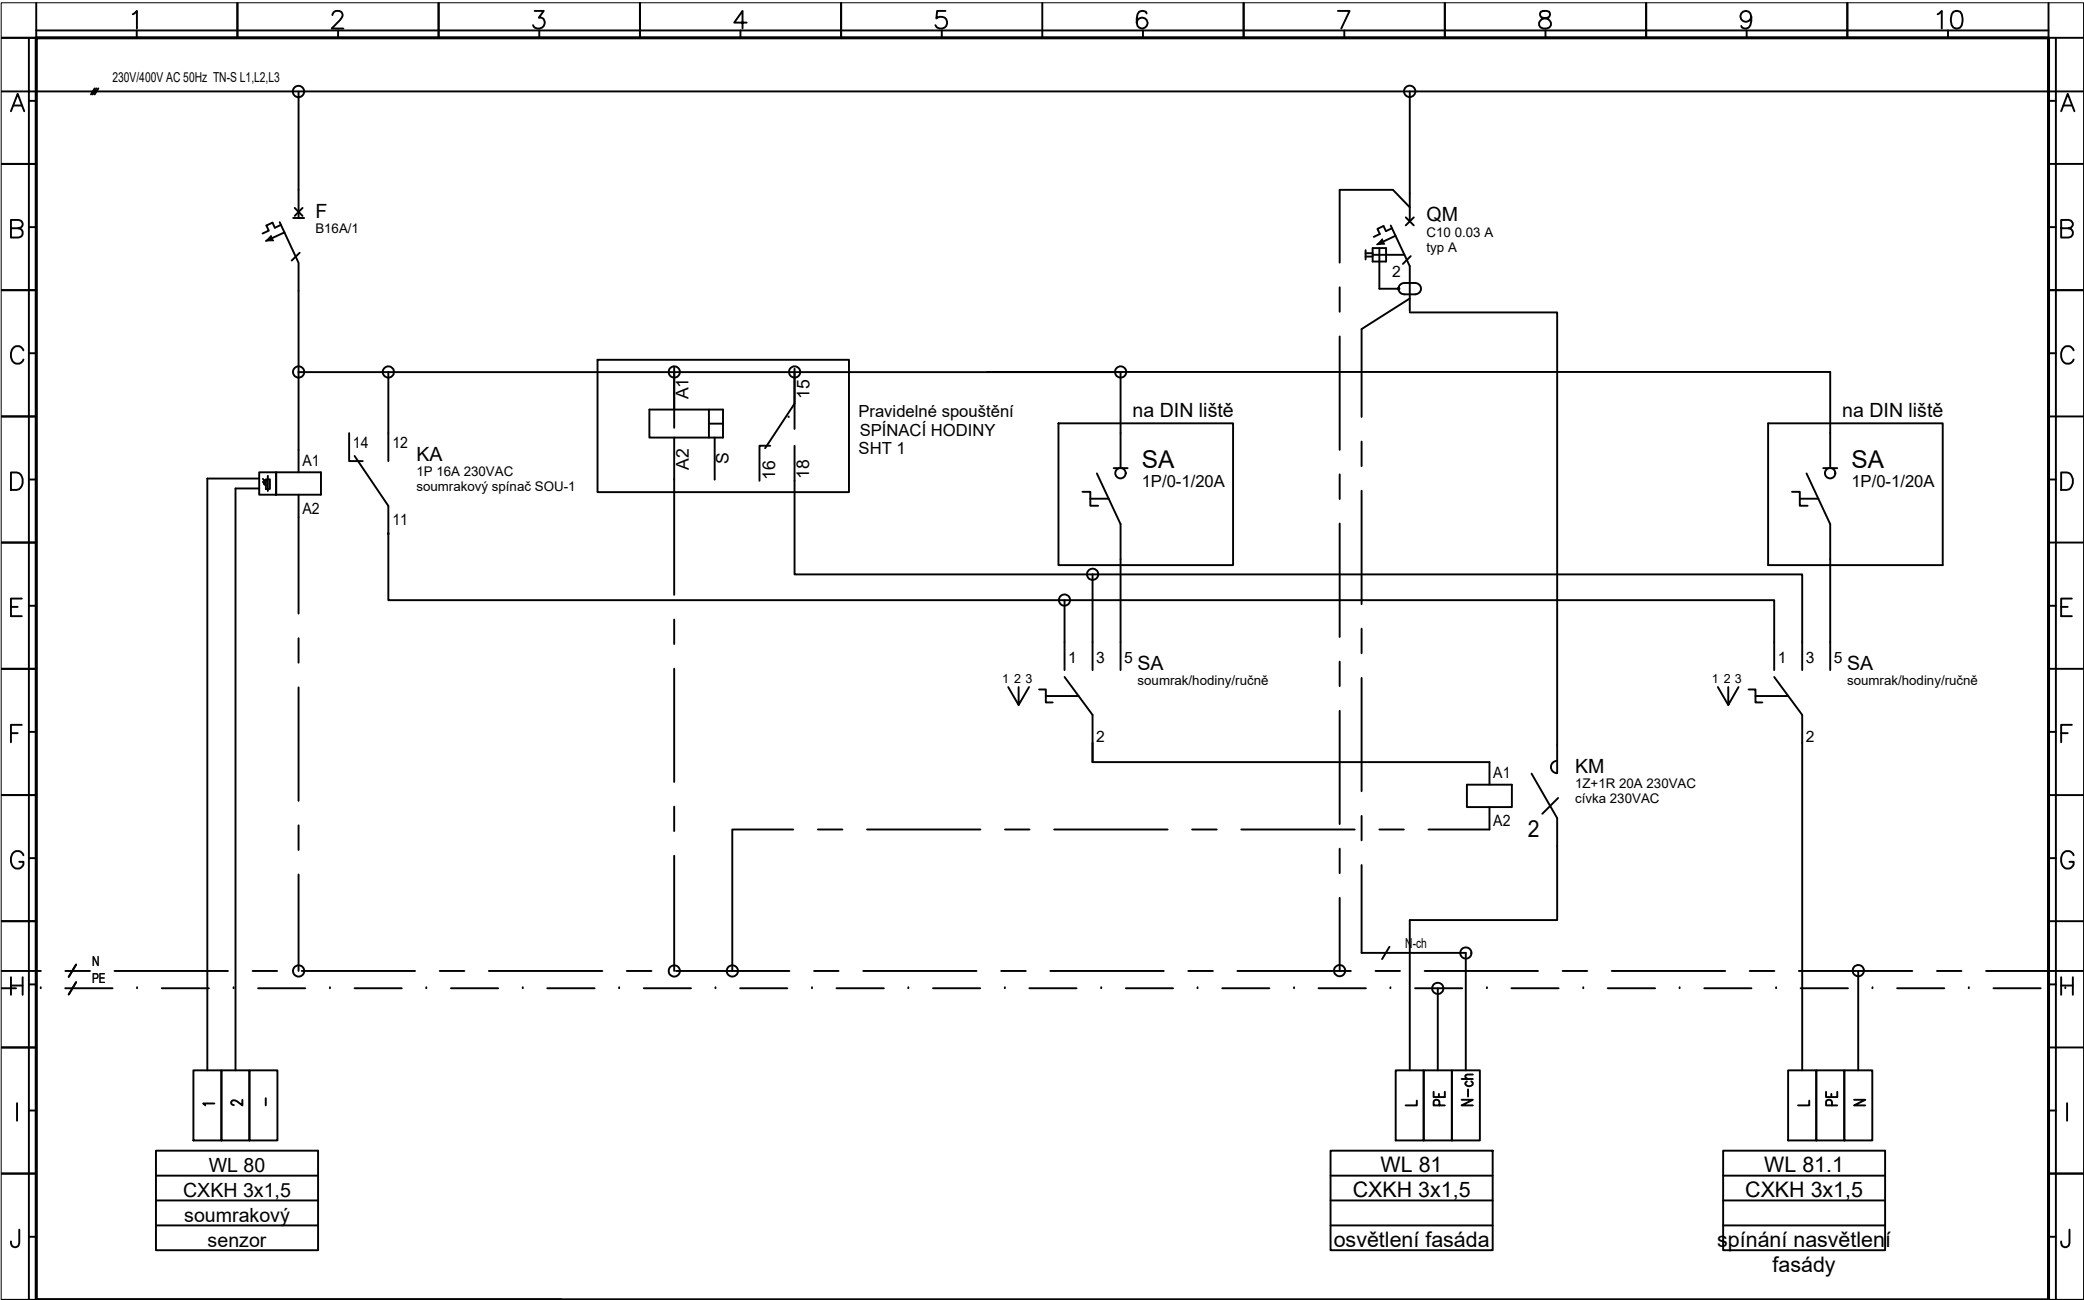 1 2 3 4 5 6 7 8 9 10
230V/400V AC 50Hz TN-S L1,L2,L3
A A
F
B16A/1
QM
C10 0.03 A
typ A
2
B B
C C
A1 15
Pravidelné spouštění
SPÍNACÍ HODINY
SHT 1
A2 S 16 18
na DIN liště
SA
1P/0-1/20A
na DIN liště
SA
1P/0-1/20A
A1
A2
14 12
KA
1P 16A 230VAC
soumrakový spínač SOU-1
11
D D
E E
1 3 5 SA
soumrak/hodiny/ručně
1 2 3
2
1 3 5 SA
soumrak/hodiny/ručně
1 2 3
2
F F
A1
A2
KM
1Z+1R 20A 230VAC
cívka 230VAC
2
G G
N-ch
N
PE
H H
1 2 -
L PE N-ch
L PE N
I I
WL 80
CXKH 3x1,5
soumrakový
senzor
WL 81
CXKH 3x1,5
osvětlení fasáda
WL 81.1
CXKH 3x1,5
spínání nasvětlení
fasády
J J